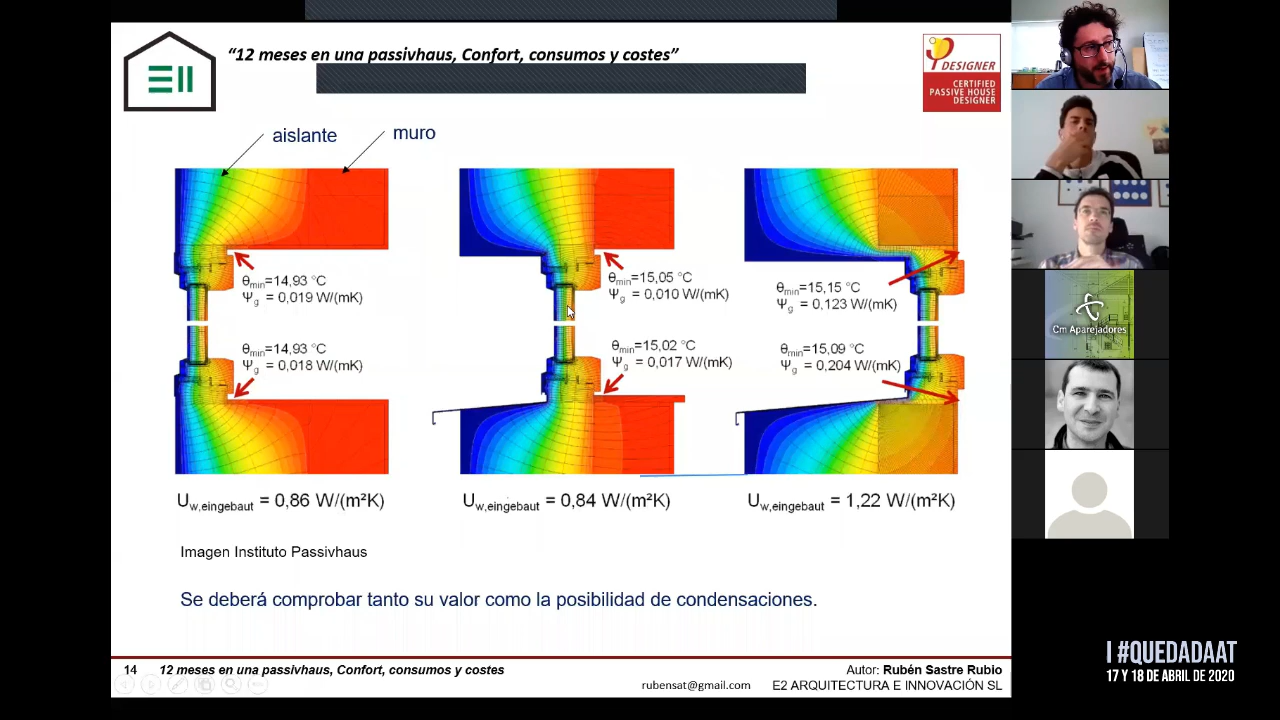 “12 meses en una passivhaus, Confort, consumos y costes”
DESIGNER
CERTIFIED
PASSIVE HOUSE
DESIGNER
aislante
muro
θmin=14,93 °C
Ψg = 0,019 W/(mK)
θmin=14,93 °C
Ψg = 0,018 W/(mK)
θmin=15,05 °C
Ψg = 0,010 W/(mK)
θmin=15,02 °C
Ψg = 0,017 W/(mK)
θmin=15,15 °C
Ψg = 0,123 W/(mK)
θmin=15,09 °C
Ψg = 0,204 W/(mK)
Uw,eingebaut = 0,86 W/(m²K)
Uw,eingebaut = 0,84 W/(m²K)
Uw,eingebaut = 1,22 W/(m²K)
Imagen Instituto Passivhaus
Se deberá comprobar tanto su valor como la posibilidad de condensaciones.
14
12 meses en una passivhaus, Confort, consumos y costes
Autor: Rubén Sastre Rubio
rubensat@gmail.com
E2 ARQUITECTURA E INNOVACIÓN SL
Cm Aparejadores
I #QUEDADAAT
17 Y 18 DE ABRIL DE 2020